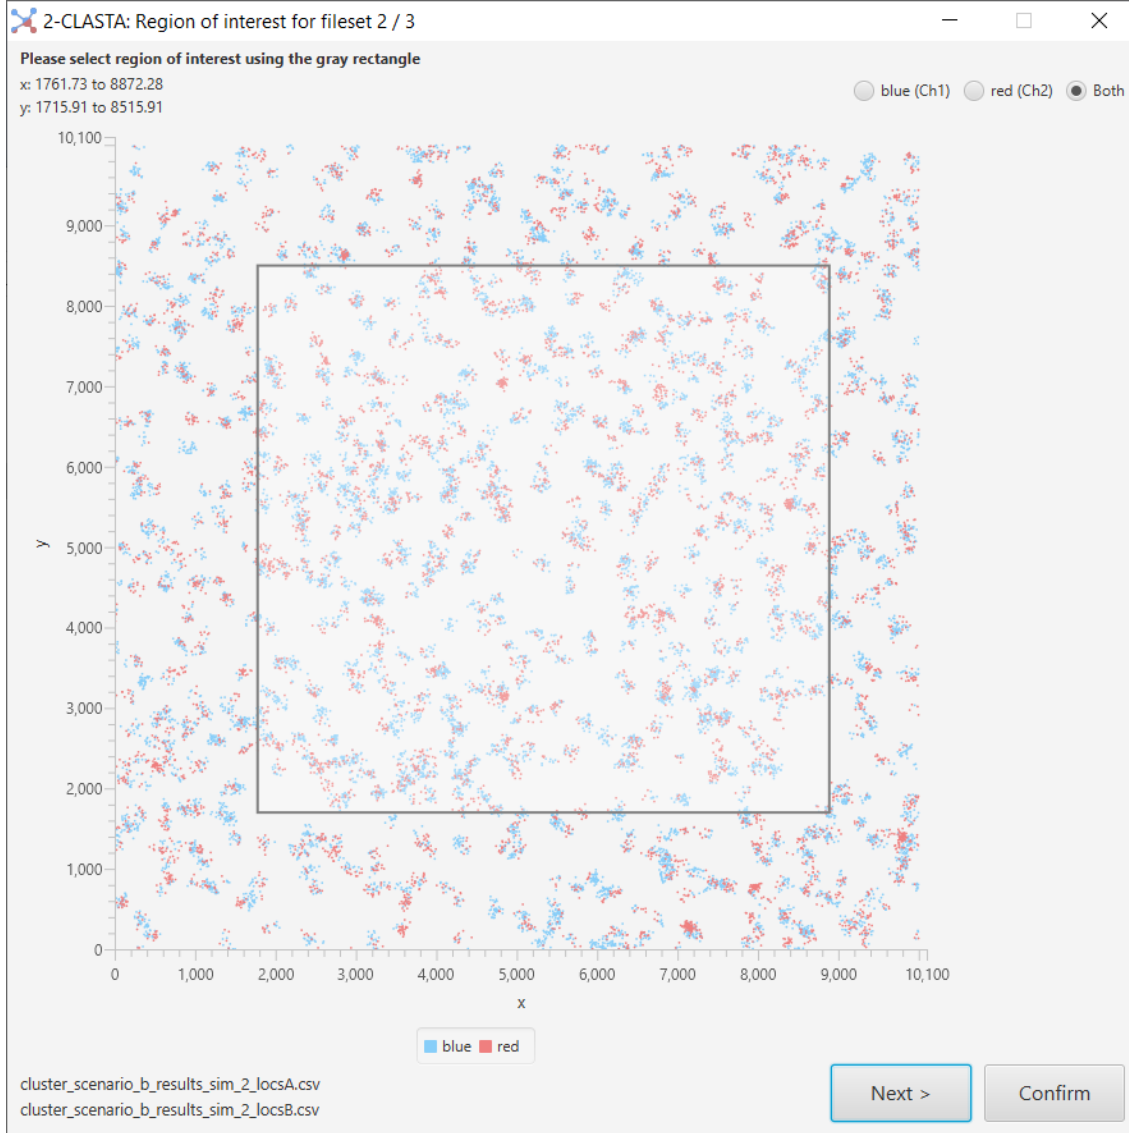 2-CLASTA: Region of interest for fileset 2 / 3
Please select region of interest using the gray rectangle
x: 1761.73 to 8872.28
y: 1715.91 to 8515.91
blue (Ch1) red (Ch2) Both
10,100
9,000
8,000
7,000
6,000
5,000
4,000
3,000
2,000
1,000
0
y
0 1,000 2,000 3,000 4,000 5,000 6,000 7,000 8,000 9,000 10,100
x
blue red
cluster_scenario_b_results_sim_2_locsA.csv
cluster_scenario_b_results_sim_2_locsB.csv
Next > Confirm